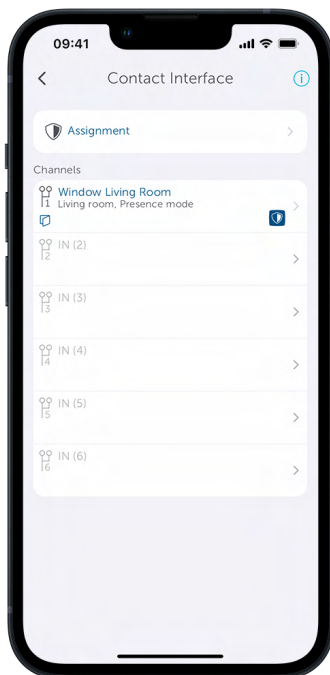 09:41
Contact Interface
Assignment
Channels
1 Window Living Room
Living room, Presence mode
IN (2)
2
IN (3)
3
IN (4)
4
IN (5)
5
IN (6)
6